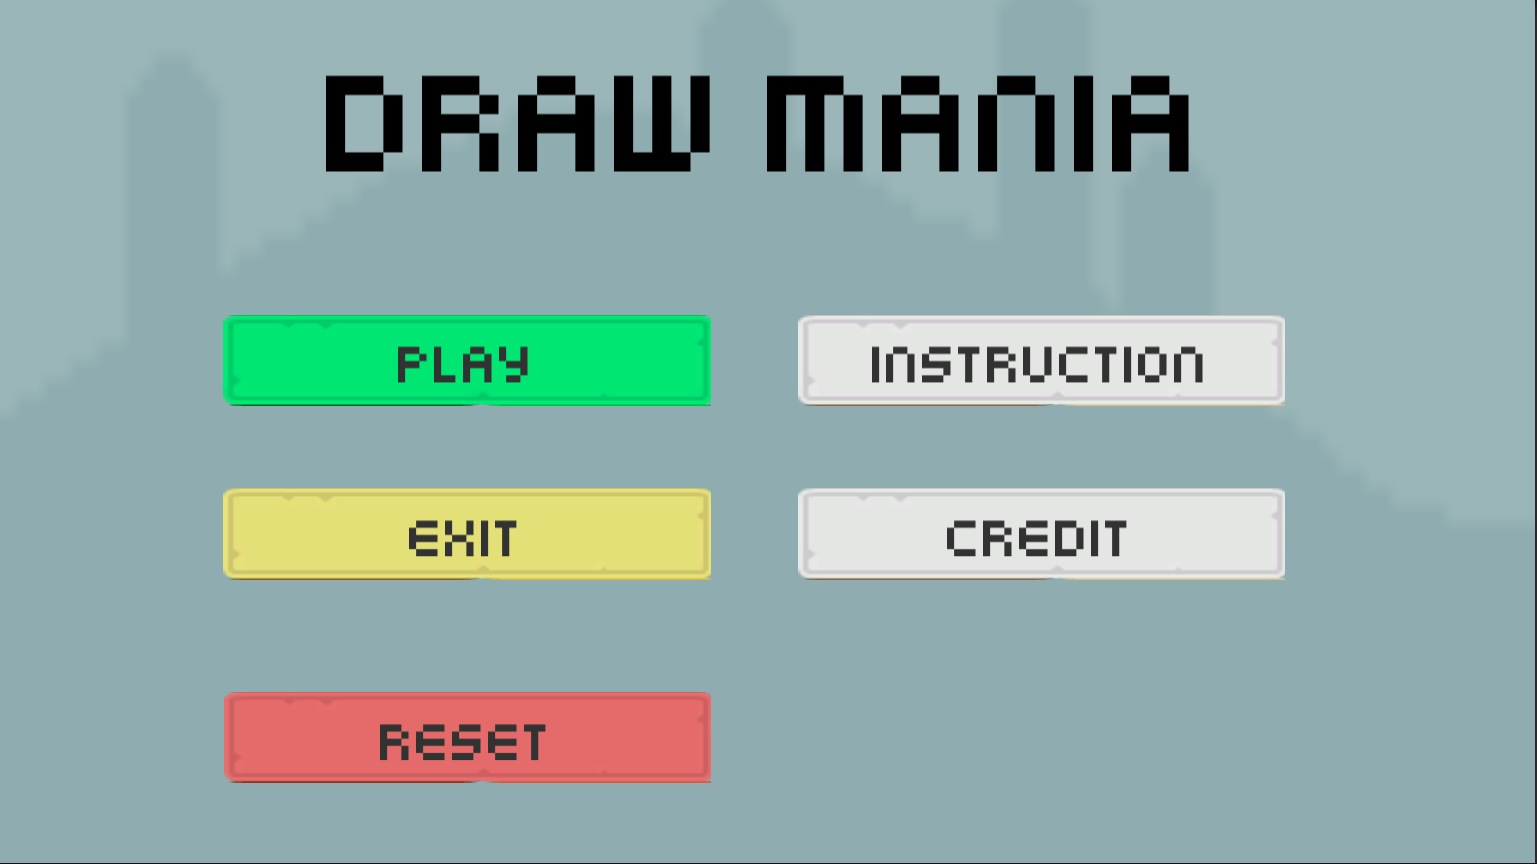 DRAW MANIA
PLAY
INSTRUCTION
EXIT
CREDIT
RESET